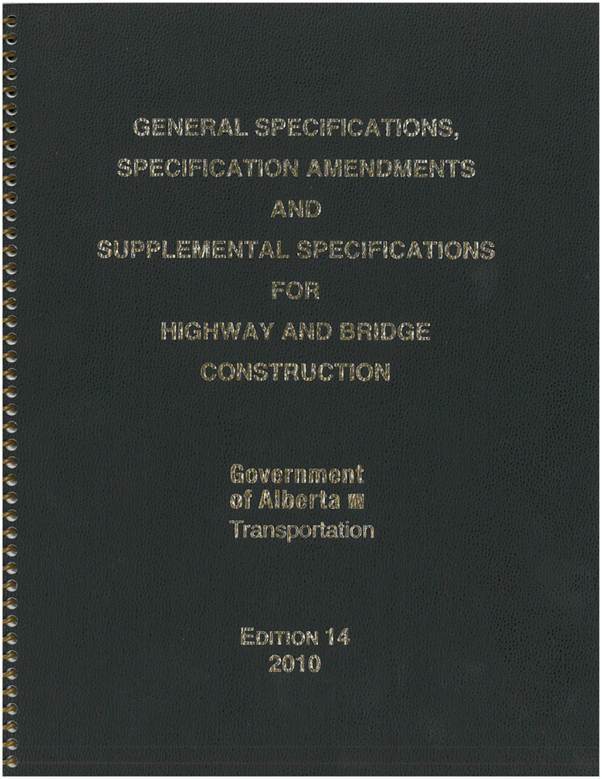 GENERAL SPECIFICATIONS,
SPECIFICATION AMENDMENTS
AND
SUPPLEMENTAL SPECIFICATIONS
FOR
HIGHWAY AND BRIDGE
CONSTRUCTION
Government
of Alberta
Transportation
EDITION 14
2010